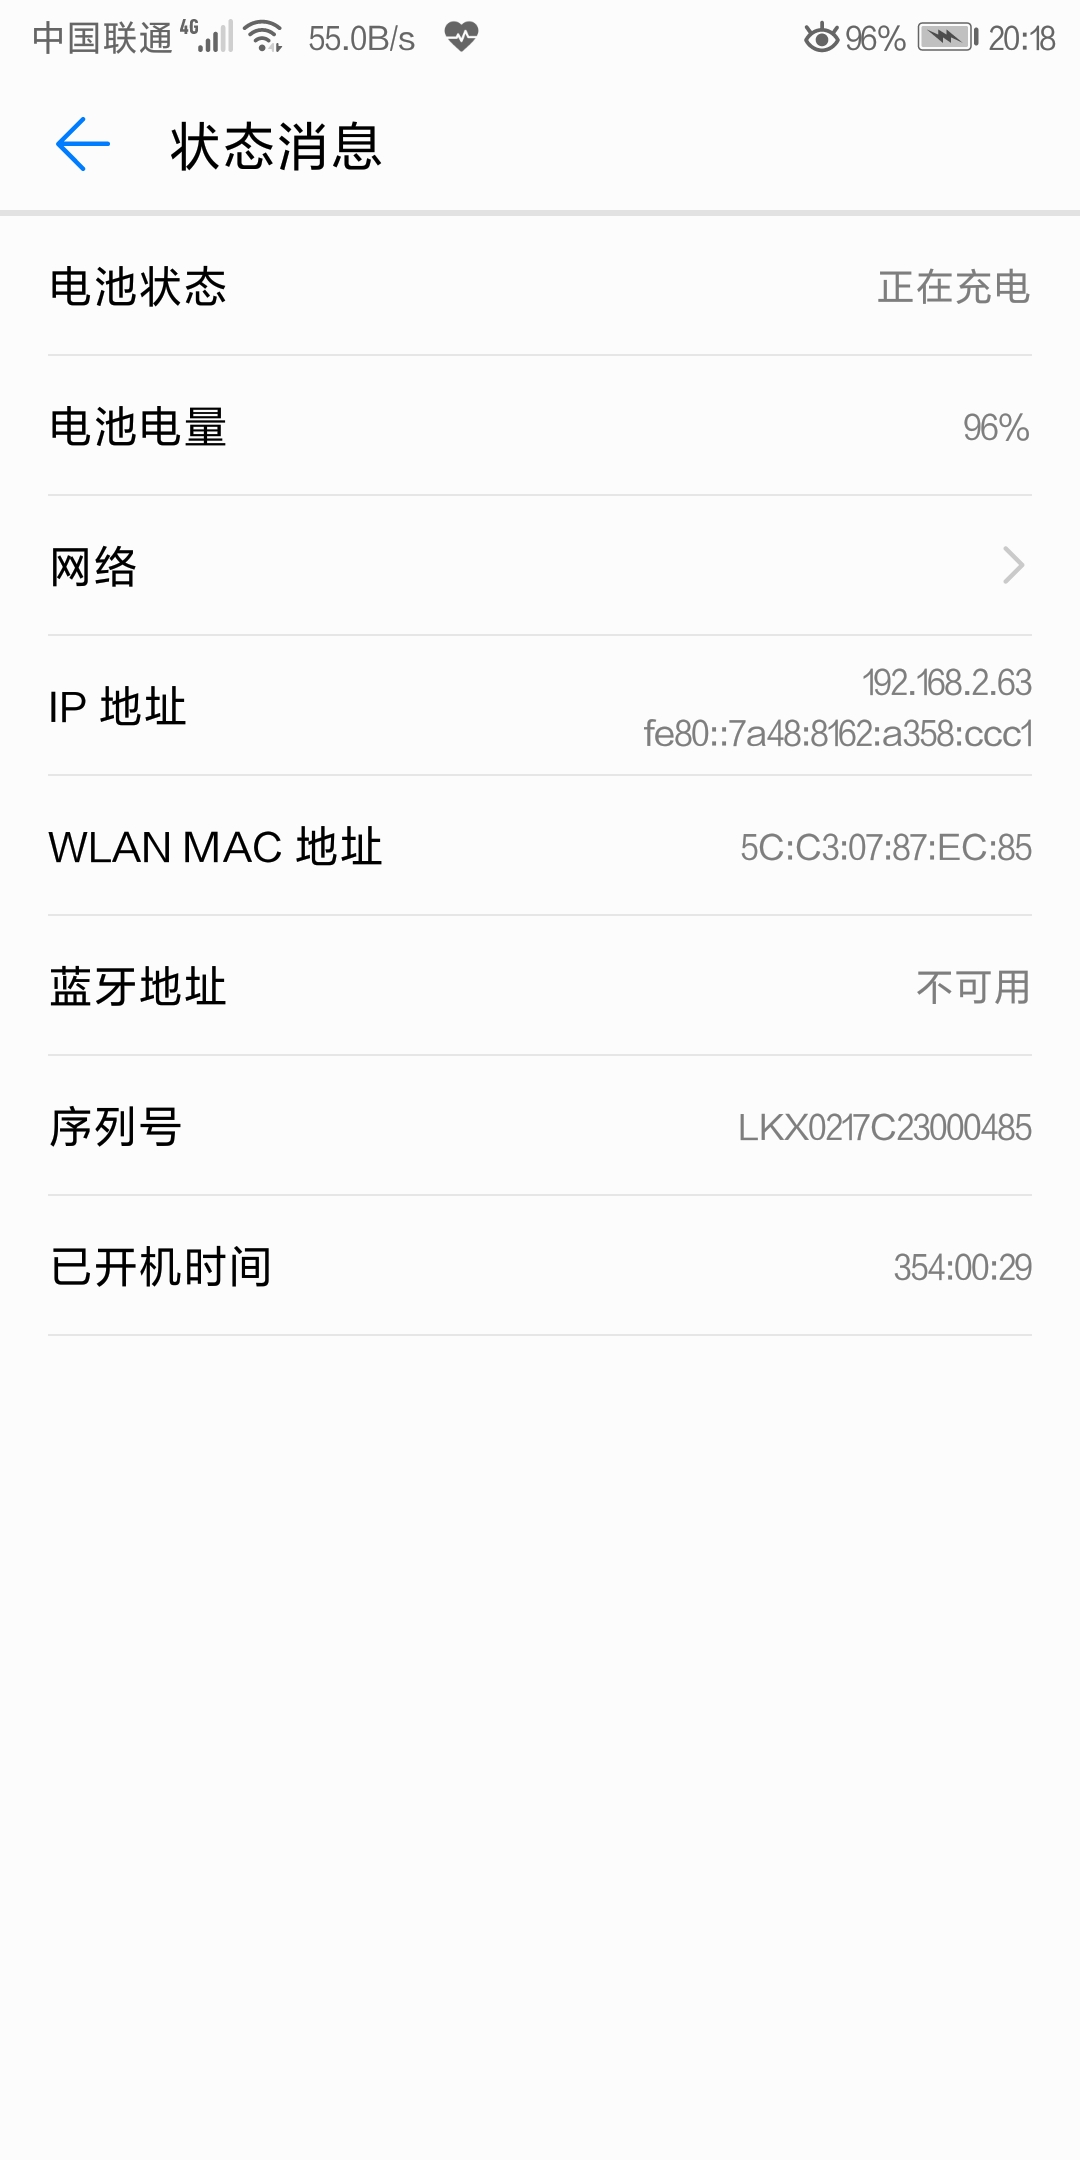 中国联通 4G 55.0B/s 96% 20:18
状态消息
电池状态 正在充电
电池电量 96%
网络
IP 地址 192.168.2.63
fe80::7a48:8162:a358:ccc1
WLAN MAC 地址 5C:C3:07:87:EC:85
蓝牙地址 不可用
序列号 LKX0217C23000485
已开机时间 354:00:29